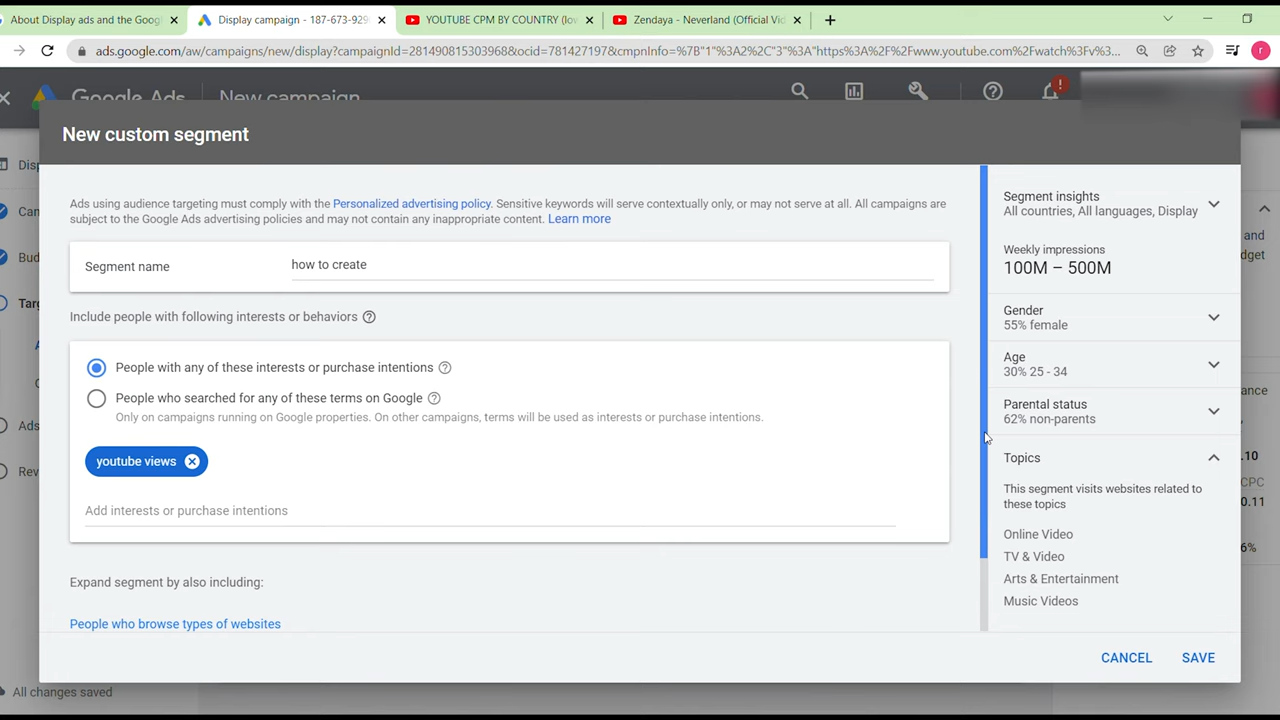 About Display ads and the Googl
Display campaign - 187-673-929
YOUTUBE CPM BY COUNTRY (lov
Zendaya - Neverland (Official Vid
ads.google.com/aw/campaigns/new/display?campaignId=281490815303968&ocid=781427197&cmpnInfo=%7B"1"%3A2%2C"3"%3A"https%3A%2F%2Fwww.youtube.com%2Fwatch%3Fv%3...
r
Google Ads
New campaign
!
New custom segment
Disp
Can
Bud
Targ
A
C
Ads
Rev
Ads using audience targeting must comply with the Personalized advertising policy. Sensitive keywords will serve contextually only, or may not serve at all. All campaigns are
subject to the Google Ads advertising policies and may not contain any inappropriate content. Learn more
Segment name
how to create
Include people with following interests or behaviors
People with any of these interests or purchase intentions
People who searched for any of these terms on Google
Only on campaigns running on Google properties. On other campaigns, terms will be used as interests or purchase intentions.
youtube views
Add interests or purchase intentions
Expand segment by also including:
People who browse types of websites
Segment insights
All countries, All languages, Display
Weekly impressions
100M – 500M
Gender
55% female
Age
30% 25 - 34
Parental status
62% non-parents
Topics
This segment visits websites related to
these topics
Online Video
TV & Video
Arts & Entertainment
Music Videos
and
dget
ance
.10
CPC
0.11
6%
CANCEL
SAVE
All changes saved